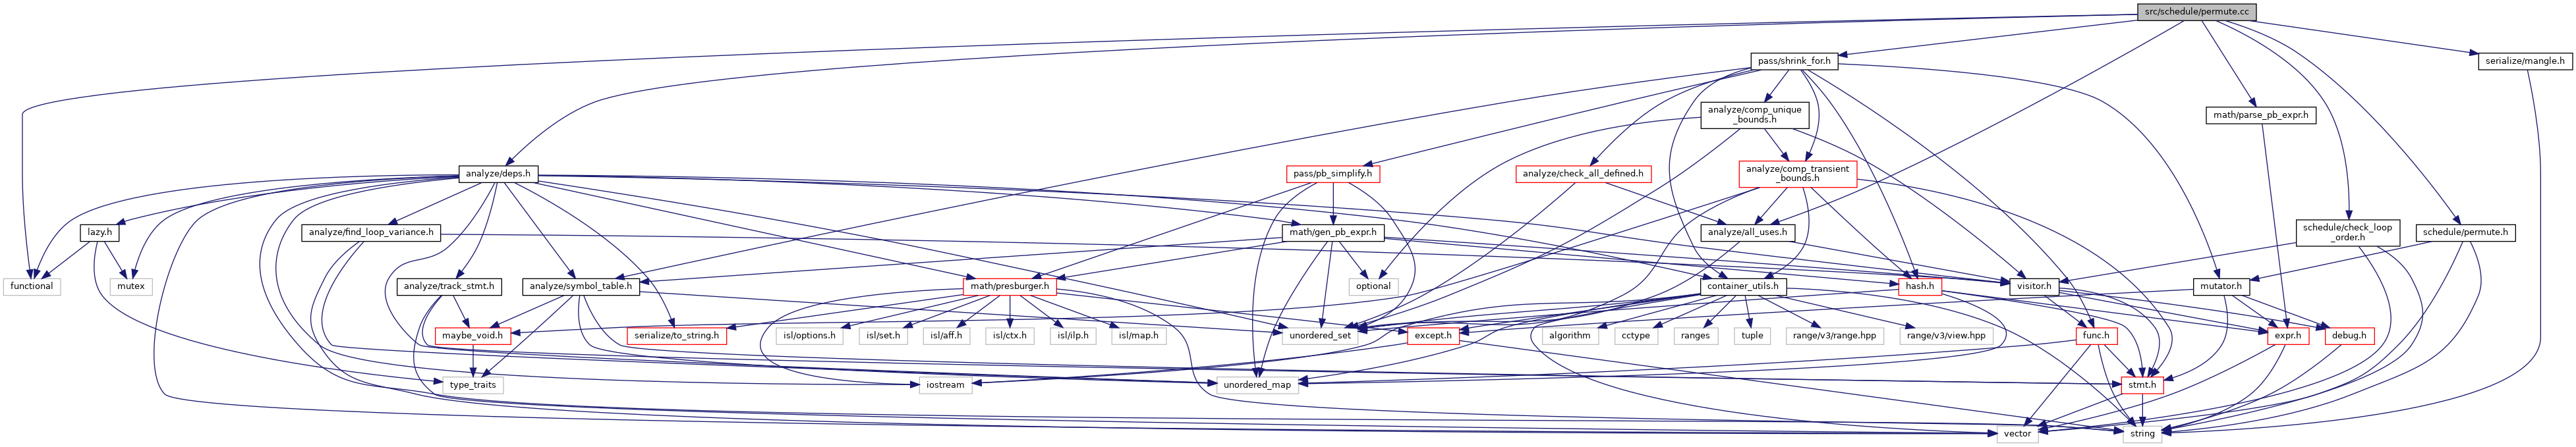 src/schedule/permute.cc
pass/shrink_for.h
serialize/mangle.h
analyze/comp_unique
_bounds.h
math/parse_pb_expr.h
analyze/deps.h
pass/pb_simplify.h
analyze/check_all_defined.h
analyze/comp_transient
_bounds.h
lazy.h
analyze/find_loop_variance.h
math/gen_pb_expr.h
analyze/all_uses.h
schedule/check_loop
_order.h
schedule/permute.h
functional
mutex
analyze/track_stmt.h
analyze/symbol_table.h
math/presburger.h
optional
container_utils.h
hash.h
visitor.h
mutator.h
maybe_void.h
serialize/to_string.h
isl/options.h
isl/set.h
isl/aff.h
isl/ctx.h
isl/ilp.h
isl/map.h
unordered_set
except.h
algorithm
cctype
ranges
tuple
range/v3/range.hpp
range/v3/view.hpp
func.h
expr.h
debug.h
type_traits
iostream
unordered_map
stmt.h
vector
string